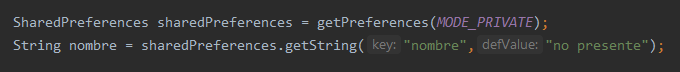 SharedPreferences sharedPreferences = getPreferences(MODE_PRIVATE);
String nombre = sharedPreferences.getString( key: "nombre", defValue: "no presente");